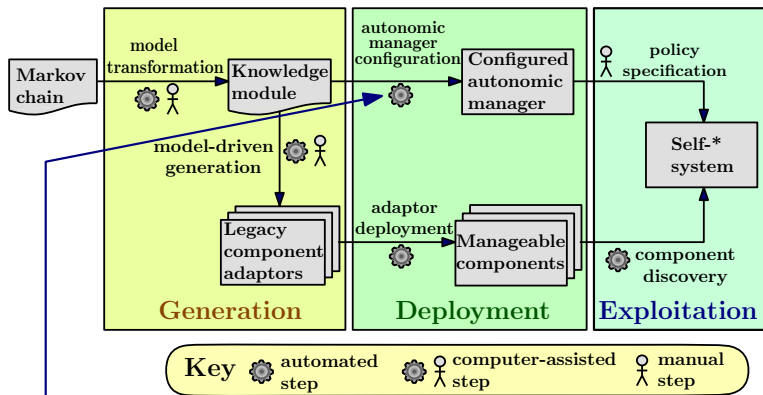 model
transformation
Markov
chain
Knowledge
module
autonomic
manager
configuration
Configured
autonomic
manager
policy
specification
Self-*
system
model-driven
generation
Legacy
component
adaptors
adaptor
deployment
Manageable
components
component
discovery
Generation
Deployment
Exploitation
Key
automated
step
computer-assisted
step
manual
step